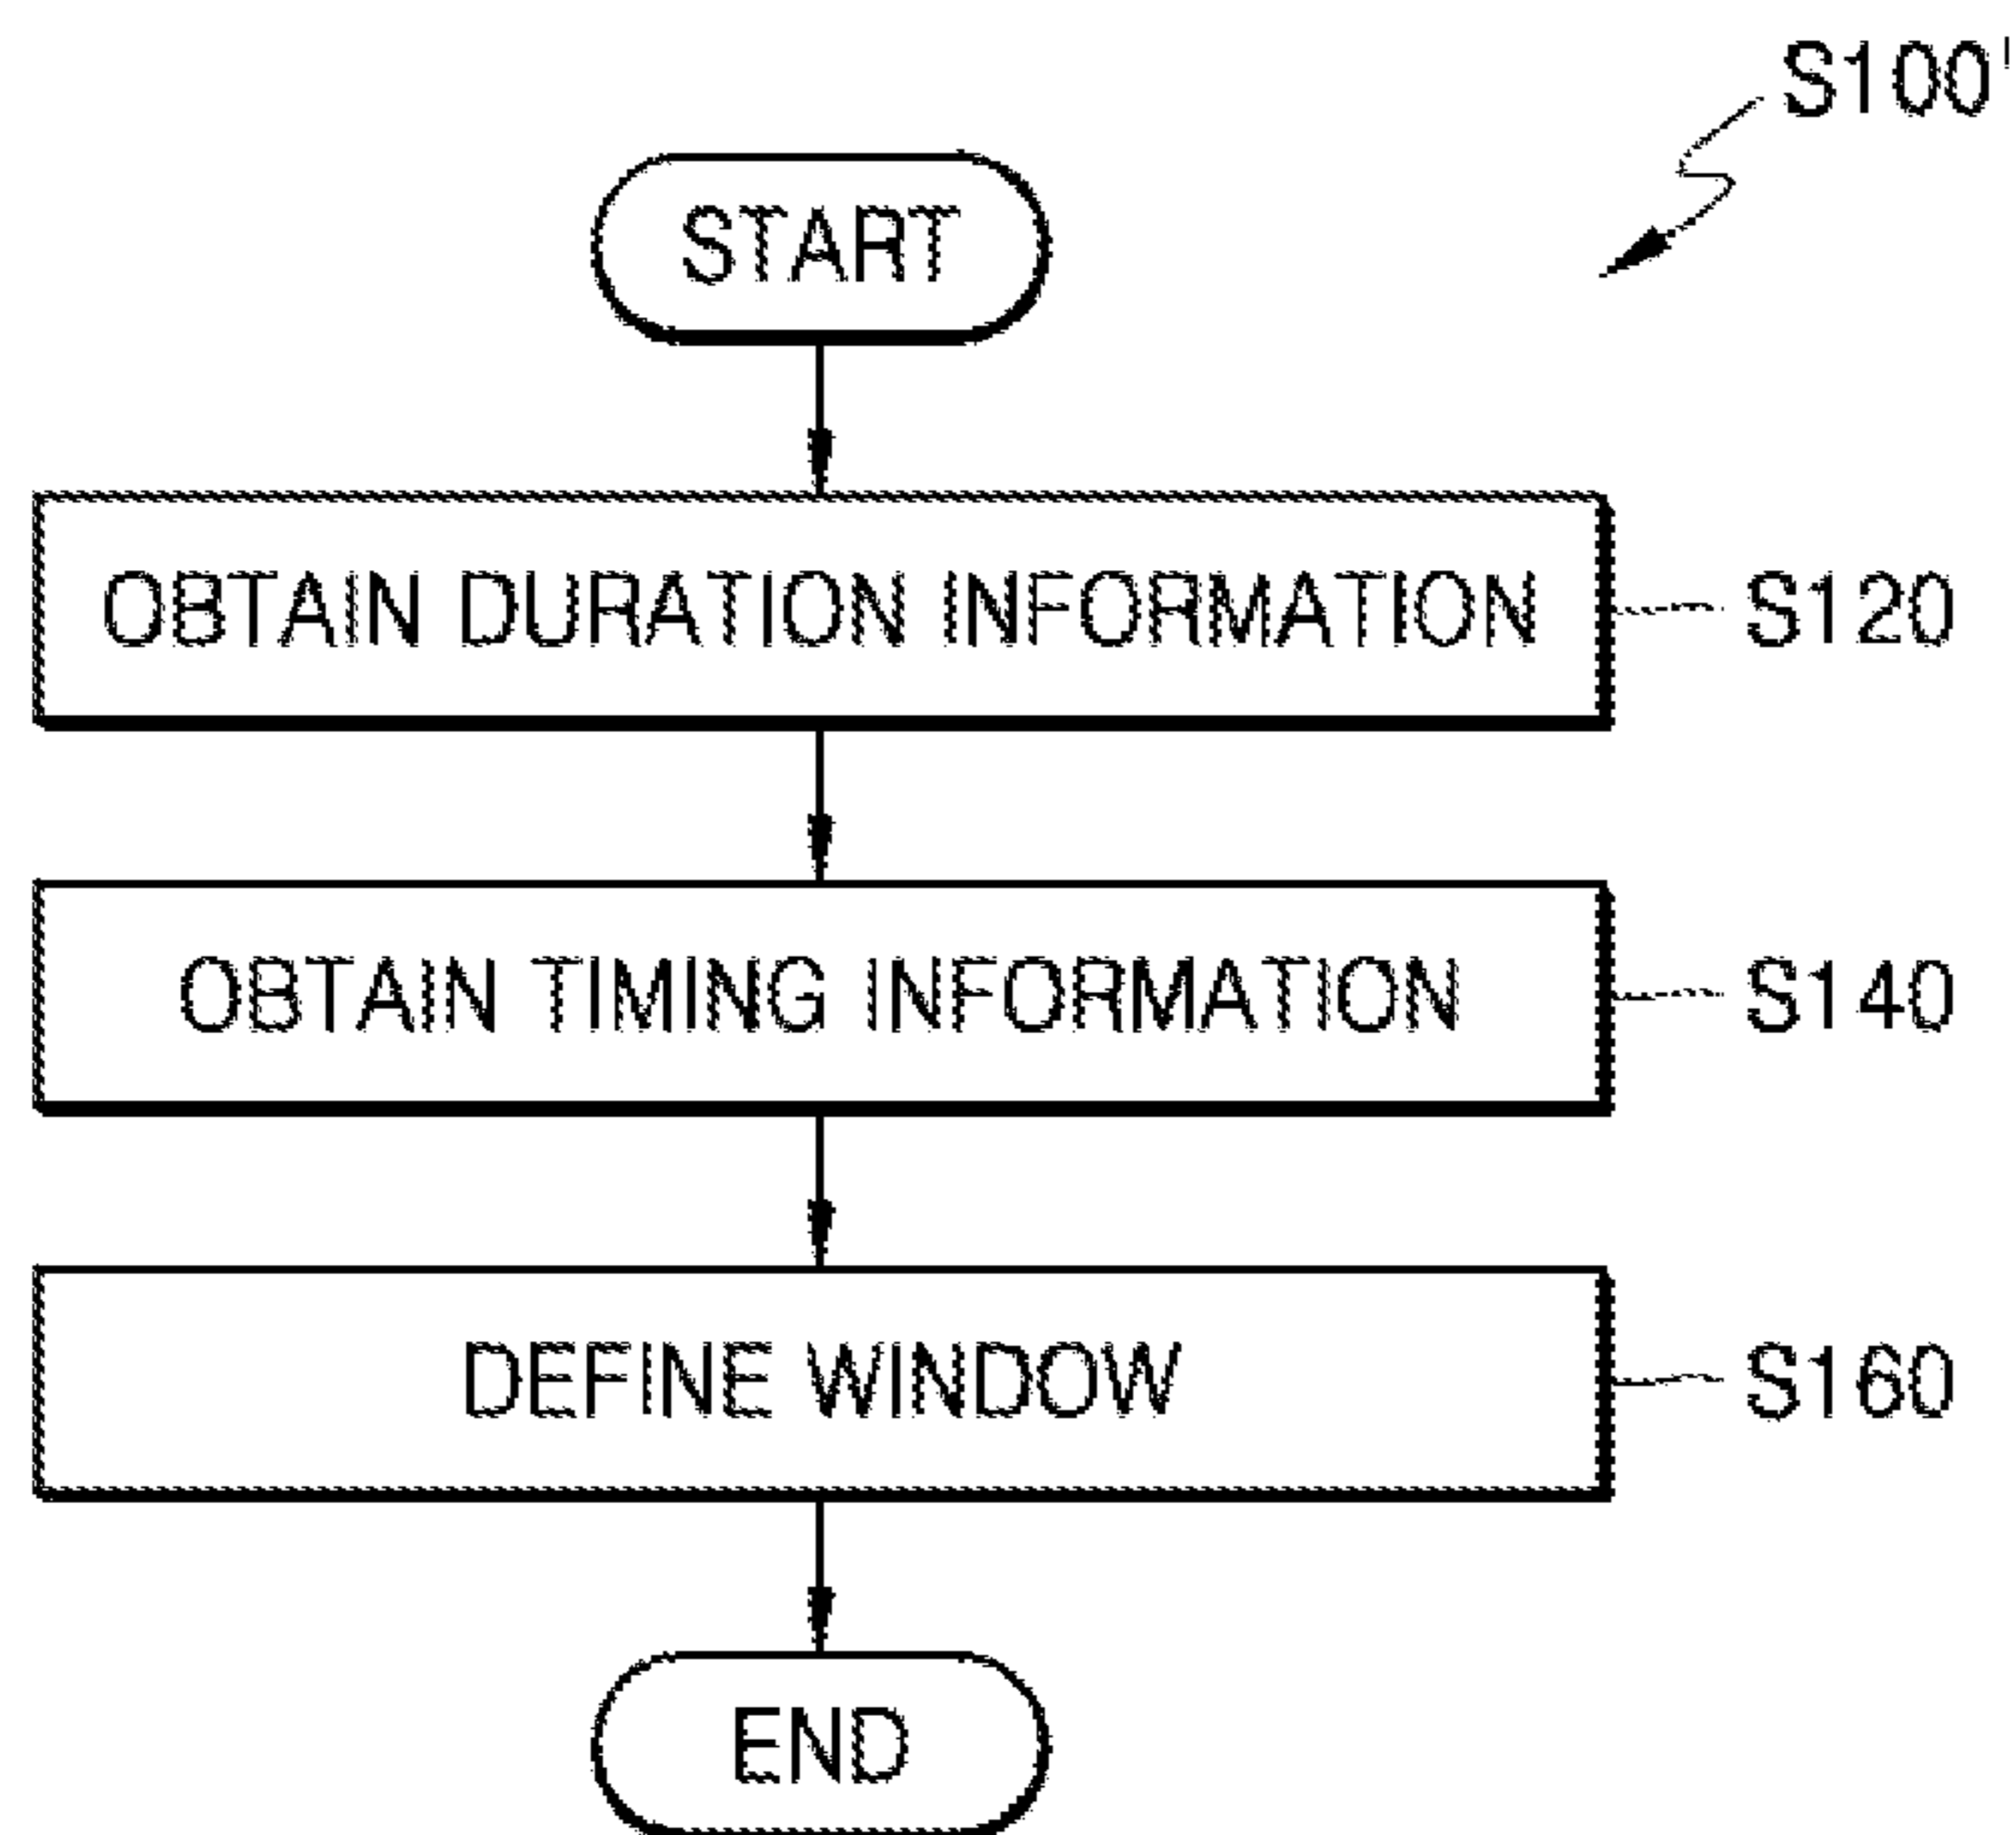 S100'
START
OBTAIN DURATION INFORMATION
S120
OBTAIN TIMING INFORMATION
S140
DEFINE WINDOW
S160
END